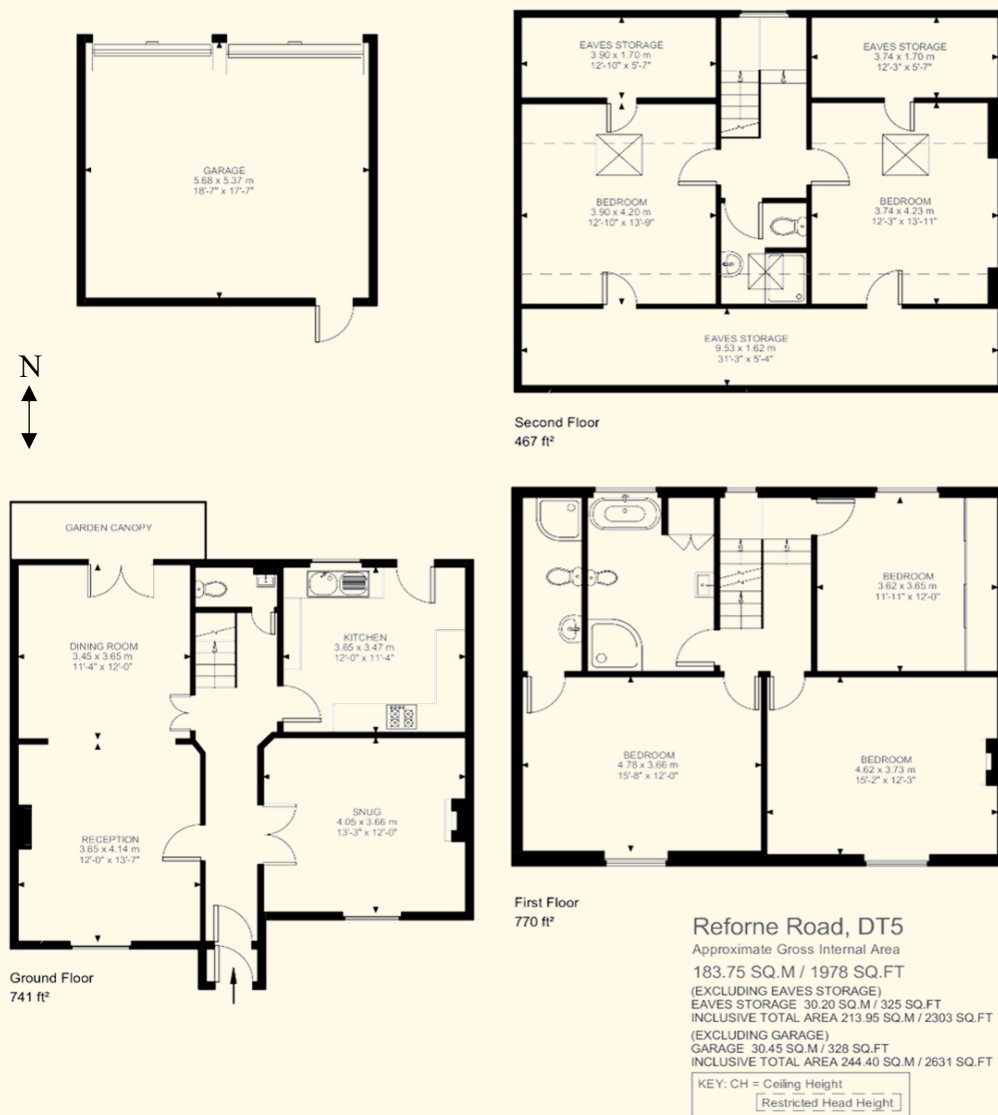 GARAGE
5.68 x 5.37 m
18'-7" x 17'-7"
N
EAVES STORAGE
3.90 x 1.70 m
12'-10" x 5'-7"
EAVES STORAGE
3.74 x 1.70 m
12'-3" x 5'-7"
BEDROOM
3.90 x 4.20 m
12'-10" x 13'-9"
BEDROOM
3.74 x 4.23 m
12'-3" x 13'-11"
EAVES STORAGE
9.53 x 1.62 m
31'-3" x 5'-4"
Second Floor
467 ft²
GARDEN CANOPY
DINING ROOM
3.45 x 3.65 m
11'-4" x 12'-0"
KITCHEN
3.65 x 3.47 m
12'-0" x 11'-4"
RECEPTION
3.65 x 4.14 m
12'-0" x 13'-7"
SNUG
4.05 x 3.66 m
13'-3" x 12'-0"
Ground Floor
741 ft²
BEDROOM
3.62 x 3.65 m
11'-11" x 12'-0"
BEDROOM
4.78 x 3.66 m
15'-8" x 12'-0"
BEDROOM
4.62 x 3.73 m
15'-2" x 12'-3"
First Floor
770 ft²
Reforne Road, DT5
Approximate Gross Internal Area
183.75 SQ.M / 1978 SQ.FT
(EXCLUDING EAVES STORAGE)
EAVES STORAGE 30.20 SQ.M / 325 SQ.FT
INCLUSIVE TOTAL AREA 213.95 SQ.M / 2303 SQ.FT
(EXCLUDING GARAGE)
GARAGE 30.45 SQ.M / 328 SQ.FT
INCLUSIVE TOTAL AREA 244.40 SQ.M / 2631 SQ.FT
KEY: CH = Ceiling Height
Restricted Head Height